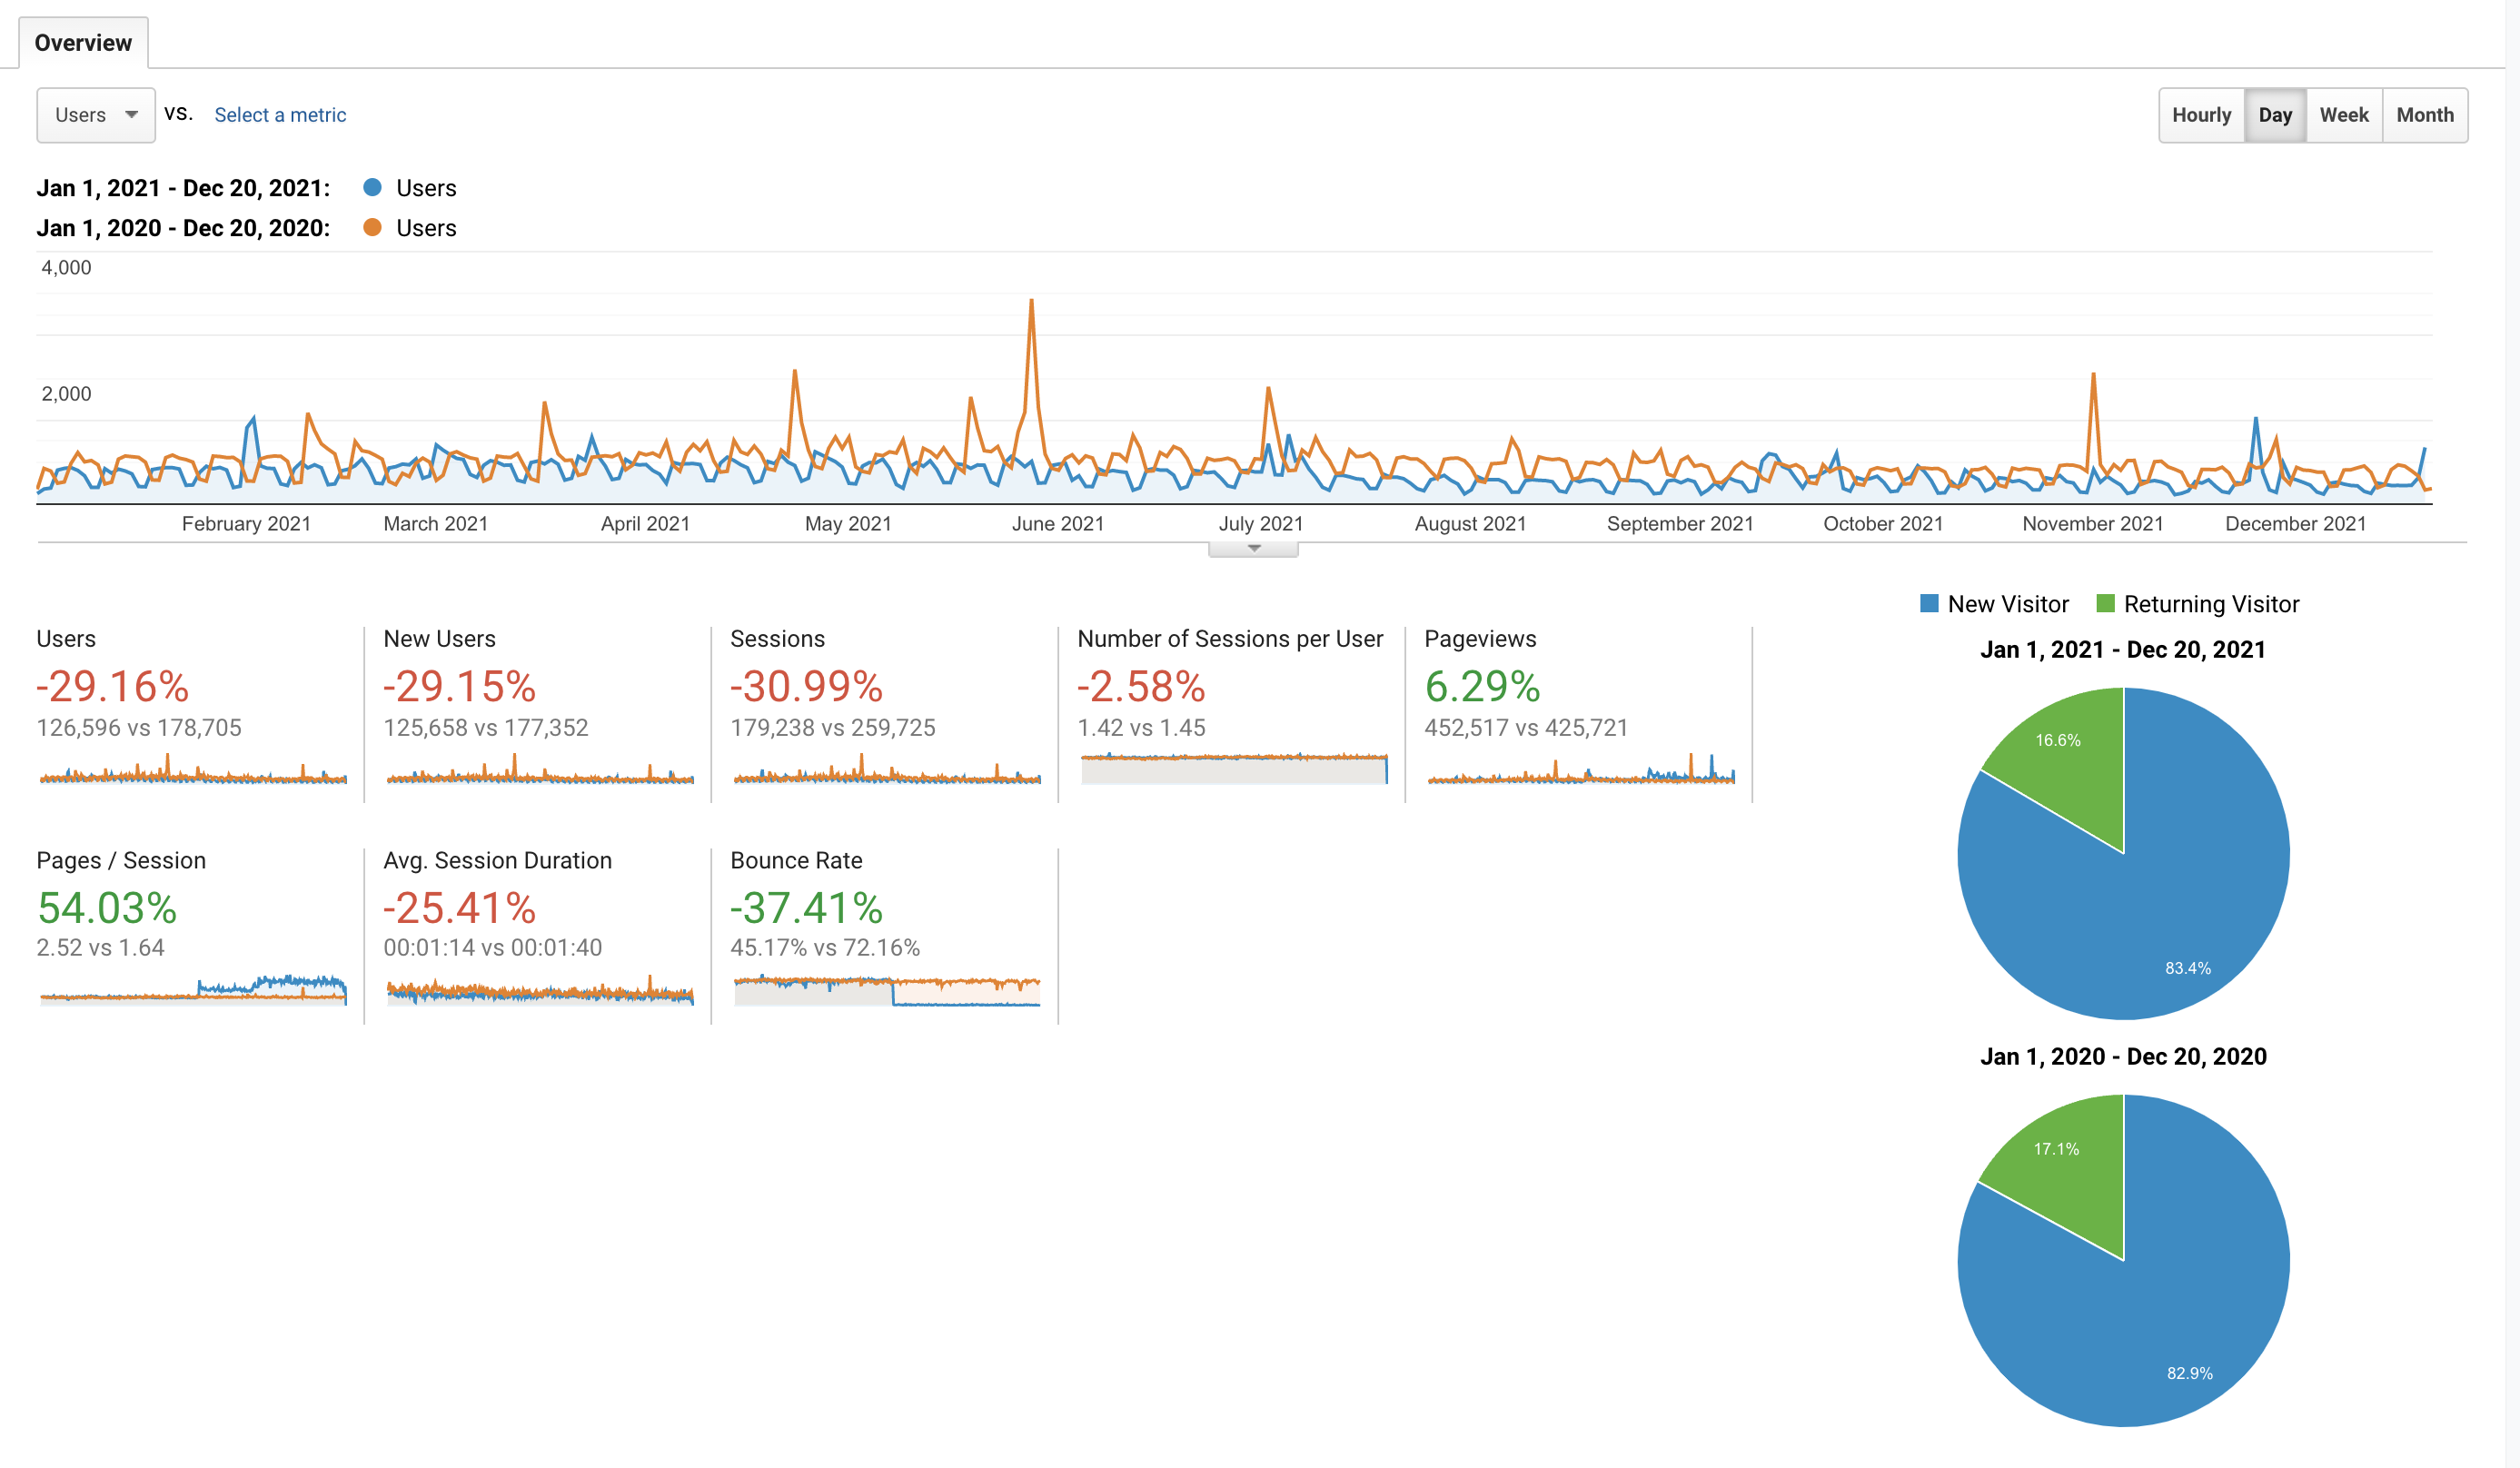 Overview
Users vs. Select a metric
Hourly Day Week Month
Jan 1, 2021 - Dec 20, 2021: Users
Jan 1, 2020 - Dec 20, 2020: Users
4,000
2,000
February 2021 March 2021 April 2021 May 2021 June 2021 July 2021 August 2021 September 2021 October 2021 November 2021 December 2021
Users
-29.16%
126,596 vs 178,705
New Users
-29.15%
125,658 vs 177,352
Sessions
-30.99%
179,238 vs 259,725
Number of Sessions per User
-2.58%
1.42 vs 1.45
Pageviews
6.29%
452,517 vs 425,721
Pages / Session
54.03%
2.52 vs 1.64
Avg. Session Duration
-25.41%
00:01:14 vs 00:01:40
Bounce Rate
-37.41%
45.17% vs 72.16%
New Visitor Returning Visitor
Jan 1, 2021 - Dec 20, 2021
16.6%
83.4%
Jan 1, 2020 - Dec 20, 2020
17.1%
82.9%